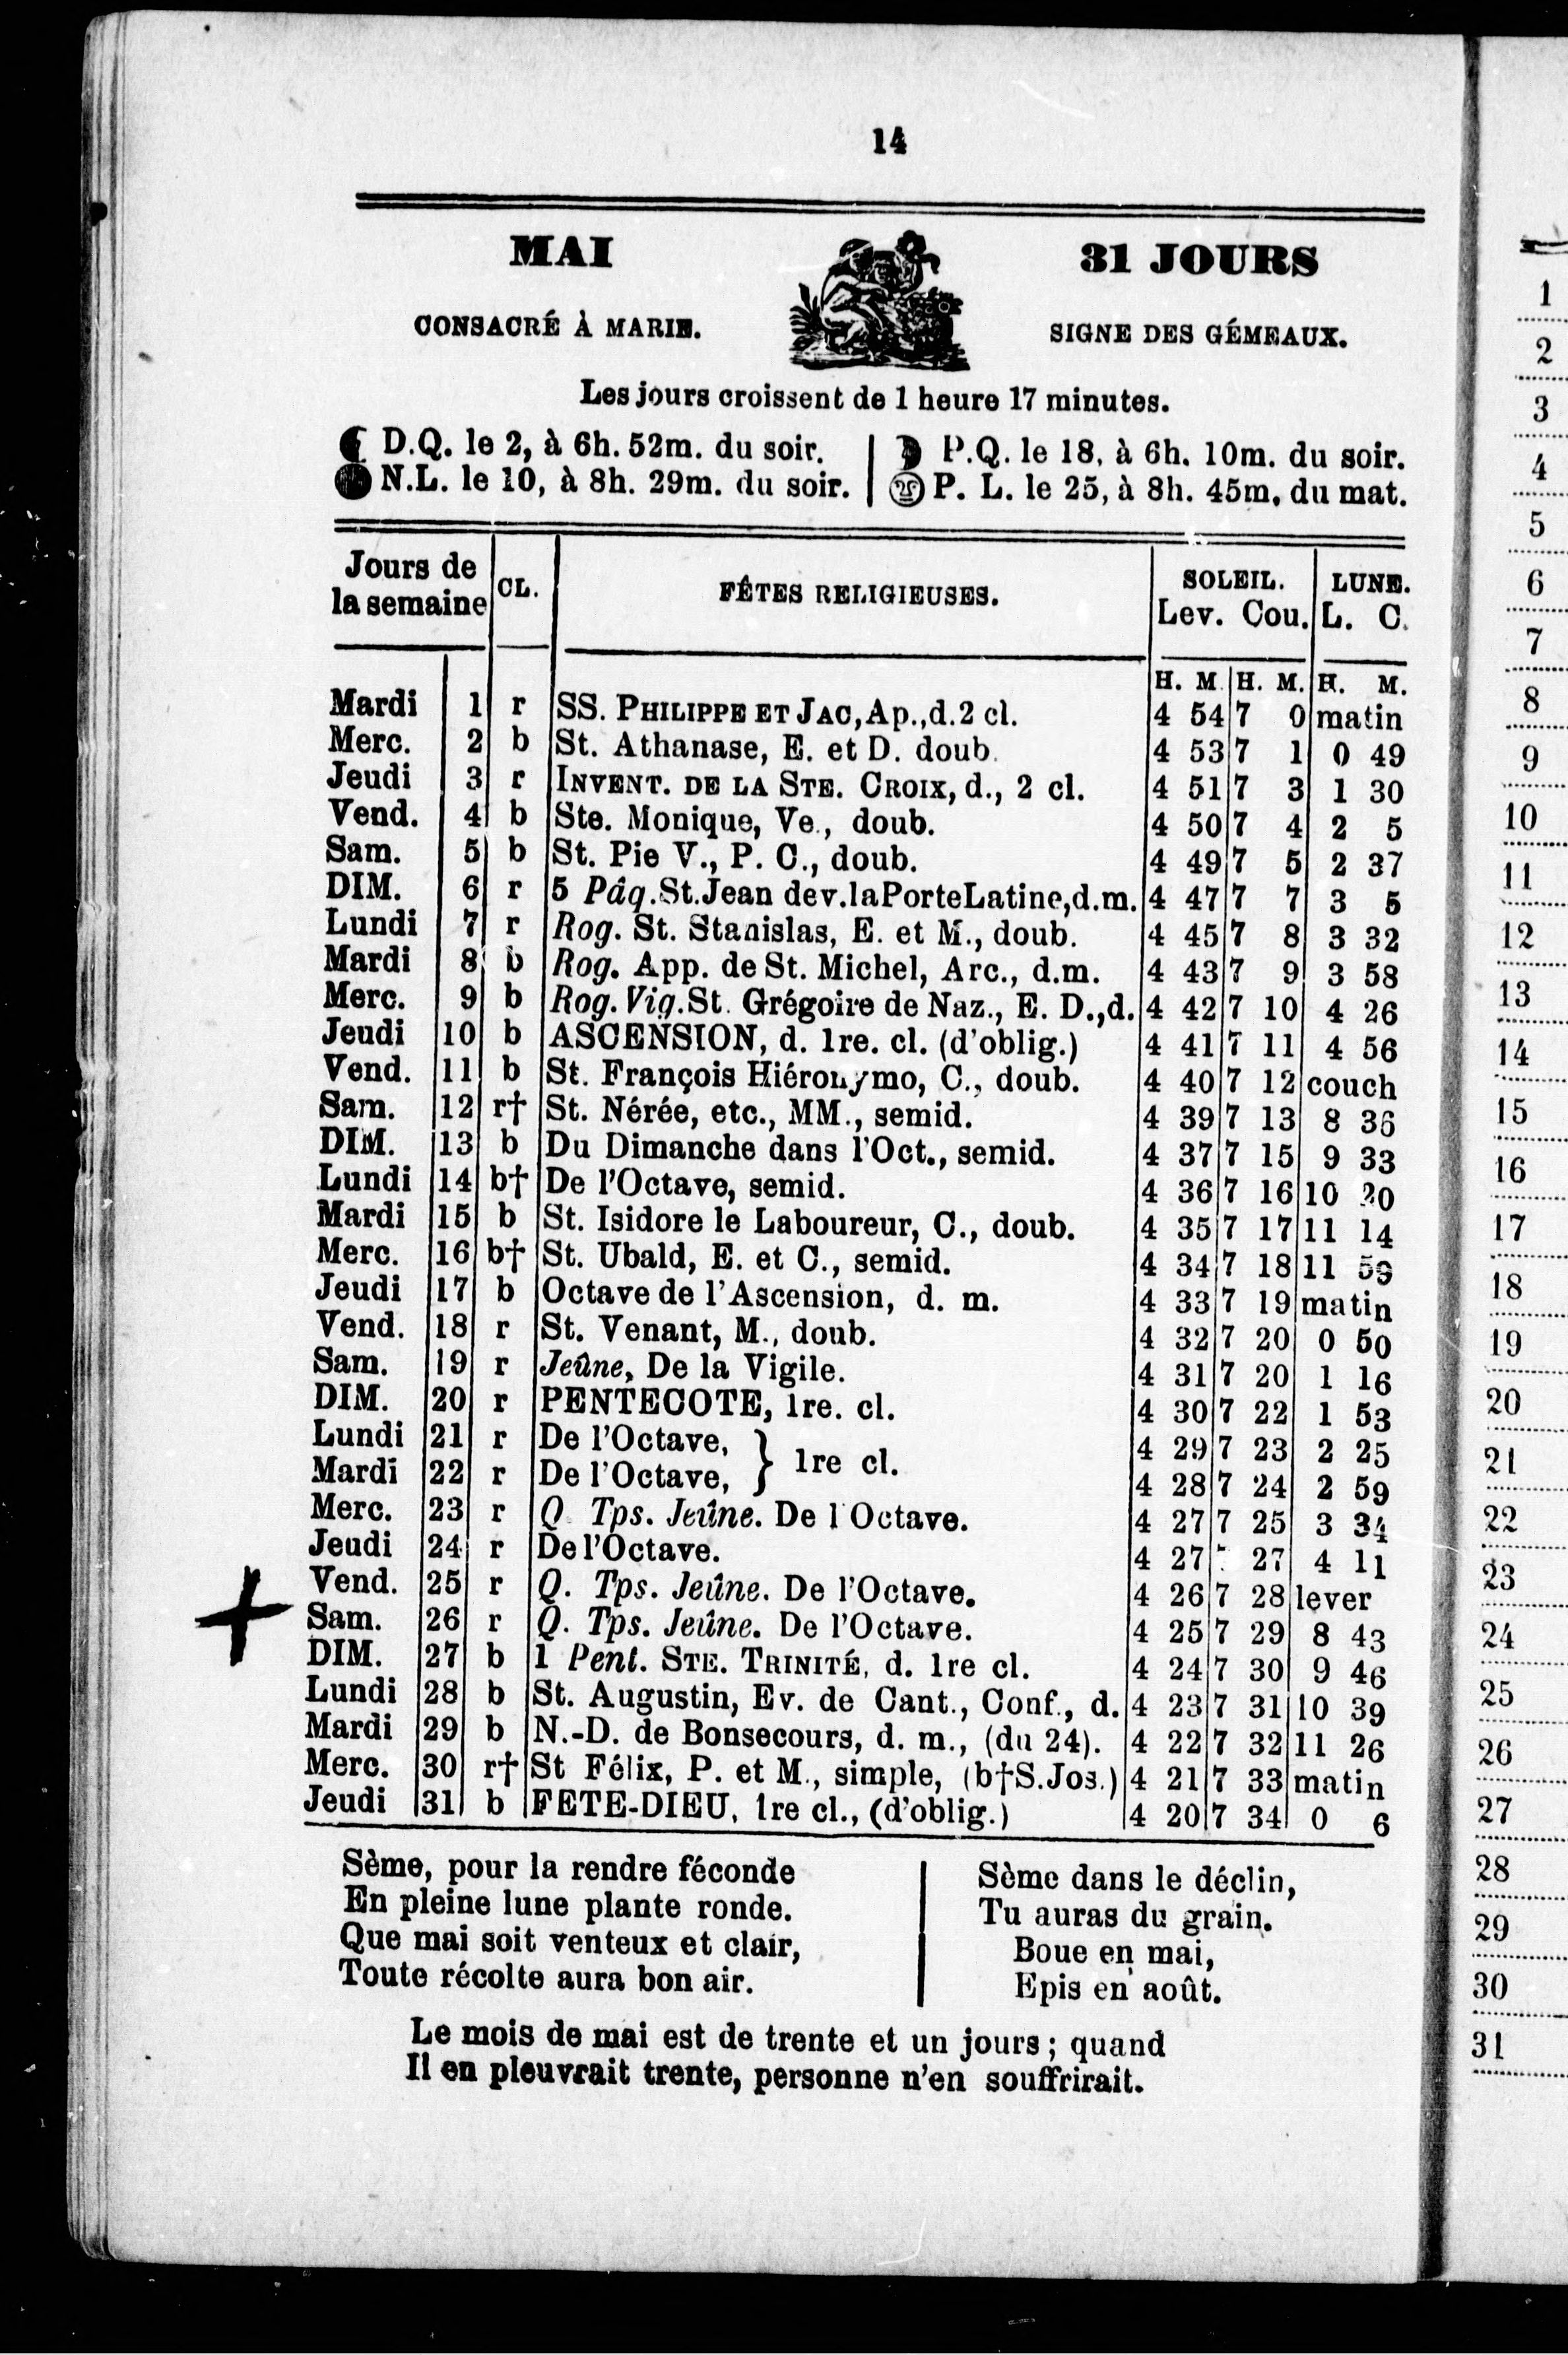 14
MAI
31 JOURS
CONSACRÉ À MARIE.
SIGNE DES GÉMEAUX.
Les jours croissent de 1 heure 17 minutes.
D.Q. le 2, à 6h. 52m. du soir.
N.L. le 10, à 8h. 29m. du soir.
P.Q. le 18, à 6h. 10m. du soir.
P. L. le 25, à 8h. 45m, du mat.
Jours de la semaine | CL. | FÊTES RELIGIEUSES. | SOLEIL. Lev. Cou. | LUNE. L. C.
H. M. H. M. H. M.
Mardi 1 r SS. PHILIPPE ET JAC, Ap., d. 2 cl. 4 54 7 0 matin
Merc. 2 b St. Athanase, E. et D. doub. 4 53 7 1 0 49
Jeudi 3 r INVENT. DE LA STE. CROIX, d., 2 cl. 4 51 7 3 1 30
Vend. 4 b Ste. Monique, Ve., doub. 4 50 7 4 2 5
Sam. 5 b St. Pie V., P. C., doub. 4 49 7 5 2 37
DIM. 6 r 5 Pâq. St. Jean dev. la Porte Latine, d.m. 4 47 7 7 3 5
Lundi 7 r Rog. St. Stanislas, E. et M., doub. 4 45 7 8 3 32
Mardi 8 b Rog. App. de St. Michel, Arc., d.m. 4 43 7 9 3 58
Merc. 9 b Rog. Vig. St. Grégoire de Naz., E. D., d. 4 42 7 10 4 26
Jeudi 10 b ASCENSION, d. 1re. cl. (d'oblig.) 4 41 7 11 4 56
Vend. 11 b St. François Hiéronymo, C., doub. 4 40 7 12 couch
Sam. 12 r† St. Nérée, etc., MM., semid. 4 39 7 13 8 36
DIM. 13 b Du Dimanche dans l'Oct., semid. 4 37 7 15 9 33
Lundi 14 b† De l'Octave, semid. 4 36 7 16 10 20
Mardi 15 b St. Isidore le Laboureur, C., doub. 4 35 7 17 11 14
Merc. 16 b† St. Ubald, E. et C., semid. 4 34 7 18 11 59
Jeudi 17 b Octave de l'Ascension, d. m. 4 33 7 19 matin
Vend. 18 r St. Venant, M., doub. 4 32 7 20 0 50
Sam. 19 r Jeûne, De la Vigile. 4 31 7 20 1 16
DIM. 20 r PENTECOTE, 1re. cl. 4 30 7 22 1 53
Lundi 21 r De l'Octave, } 1re cl. 4 29 7 23 2 25
Mardi 22 r De l'Octave, 4 28 7 24 2 59
Merc. 23 r Q. Tps. Jeûne. De l'Octave. 4 27 7 25 3 34
Jeudi 24 r De l'Octave. 4 27 7 27 4 11
Vend. 25 r Q. Tps. Jeûne. De l'Octave. 4 26 7 28 lever
Sam. 26 r Q. Tps. Jeûne. De l'Octave. 4 25 7 29 8 43
DIM. 27 b 1 Pent. STE. TRINITÉ, d. 1re cl. 4 24 7 30 9 46
Lundi 28 b St. Augustin, Ev. de Cant., Conf., d. 4 23 7 31 10 39
Mardi 29 b N.-D. de Bonsecours, d. m., (du 24). 4 22 7 32 11 26
Merc. 30 r† St Félix, P. et M., simple, (b†S.Jos.) 4 21 7 33 matin
Jeudi 31 b FETE-DIEU, 1re cl., (d'oblig.) 4 20 7 34 0 6
Sème, pour la rendre féconde
En pleine lune plante ronde.
Que mai soit venteux et clair,
Toute récolte aura bon air.
Sème dans le déclin,
Tu auras du grain.
Boue en mai,
Epis en août.
Le mois de mai est de trente et un jours ; quand
Il en pleuvrait trente, personne n'en souffrirait.
1
2
3
4
5
6
7
8
9
10
11
12
13
14
15
16
17
18
19
20
21
22
23
24
25
26
27
28
29
30
31